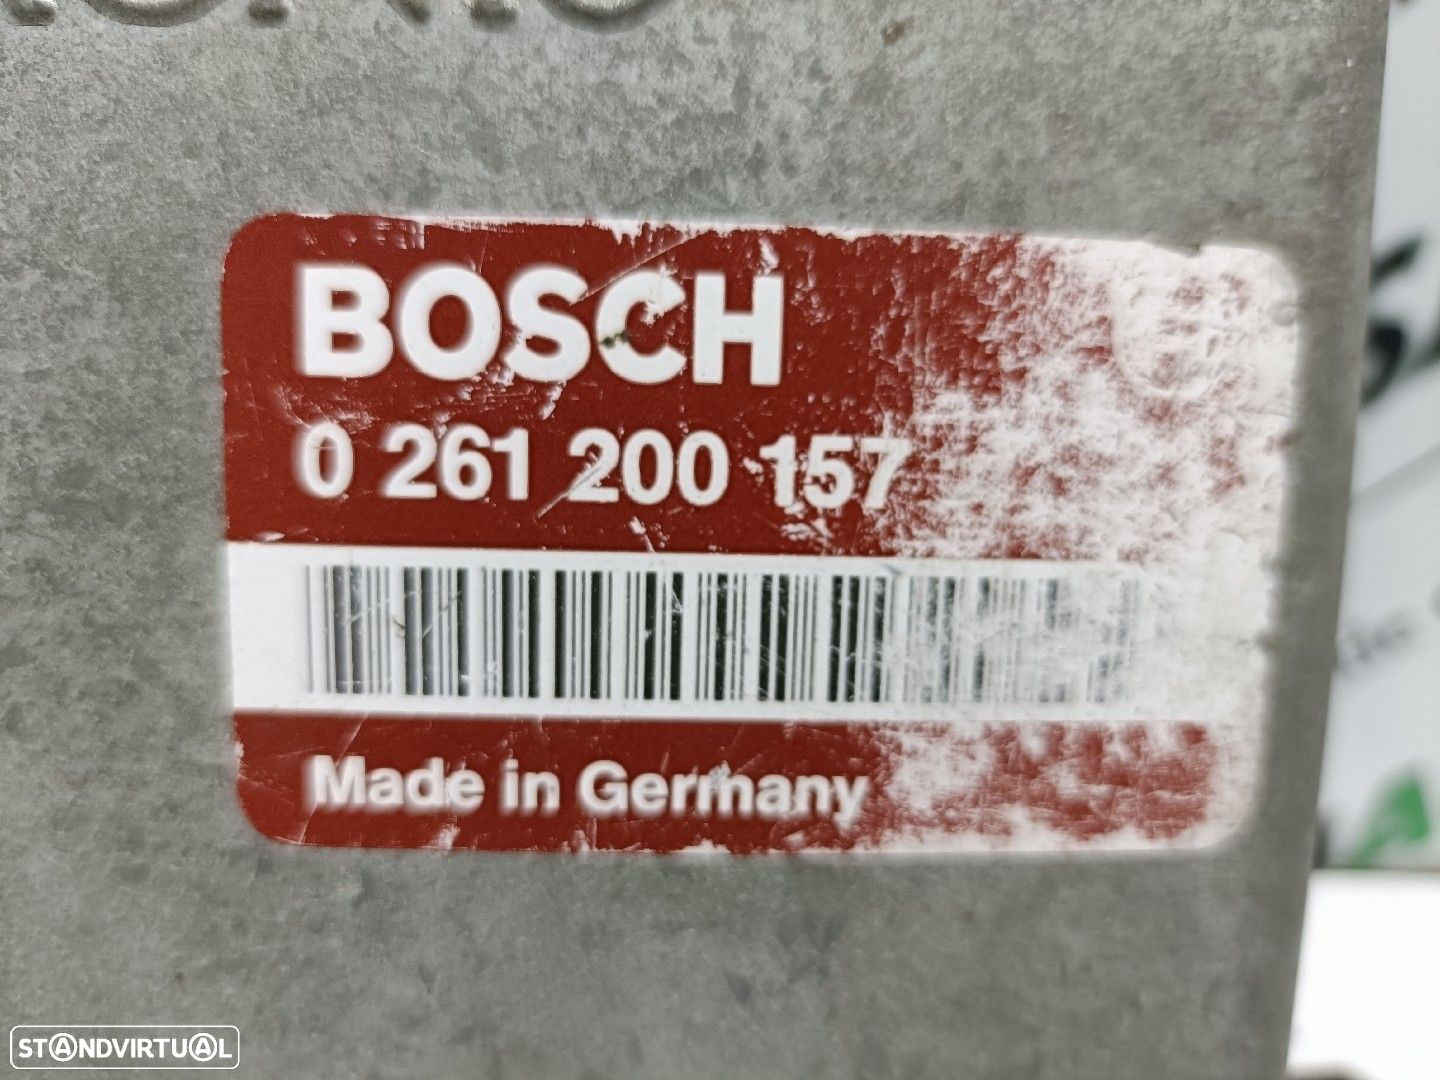 BOSCH
0 261 200 157
Made in Germany
STANDVIRTUAL